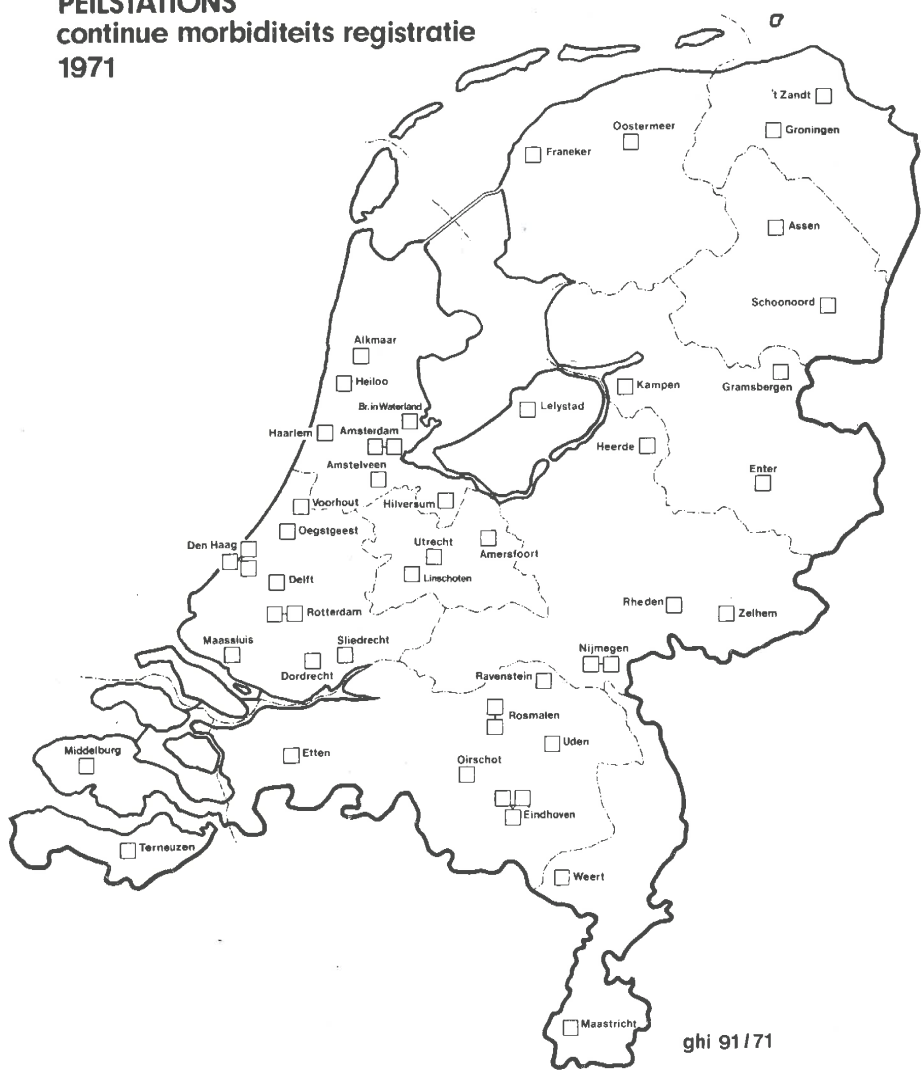 PEILSTATIONS
continue morbiditeits registratie
1971
't Zandt
Groningen
Oostermeer
Franeker
Assen
Schoonoord
Alkmaar
Heiloo
Gramsbergen
Kampen
Lelystad
Br. in Waterland
Haarlem
Amsterdam
Heerde
Amstelveen
Enter
Voorhout
Hilversum
Oegstgeest
Den Haag
Utrecht
Amersfoort
Delft
Linschoten
Rheden
Zelhem
Rotterdam
Maassluis
Sliedrecht
Dordrecht
Nijmegen
Ravenstein
Rosmalen
Uden
Middelburg
Etten
Oirschot
Eindhoven
Terneuzen
Weert
Maastricht
ghi 91/71